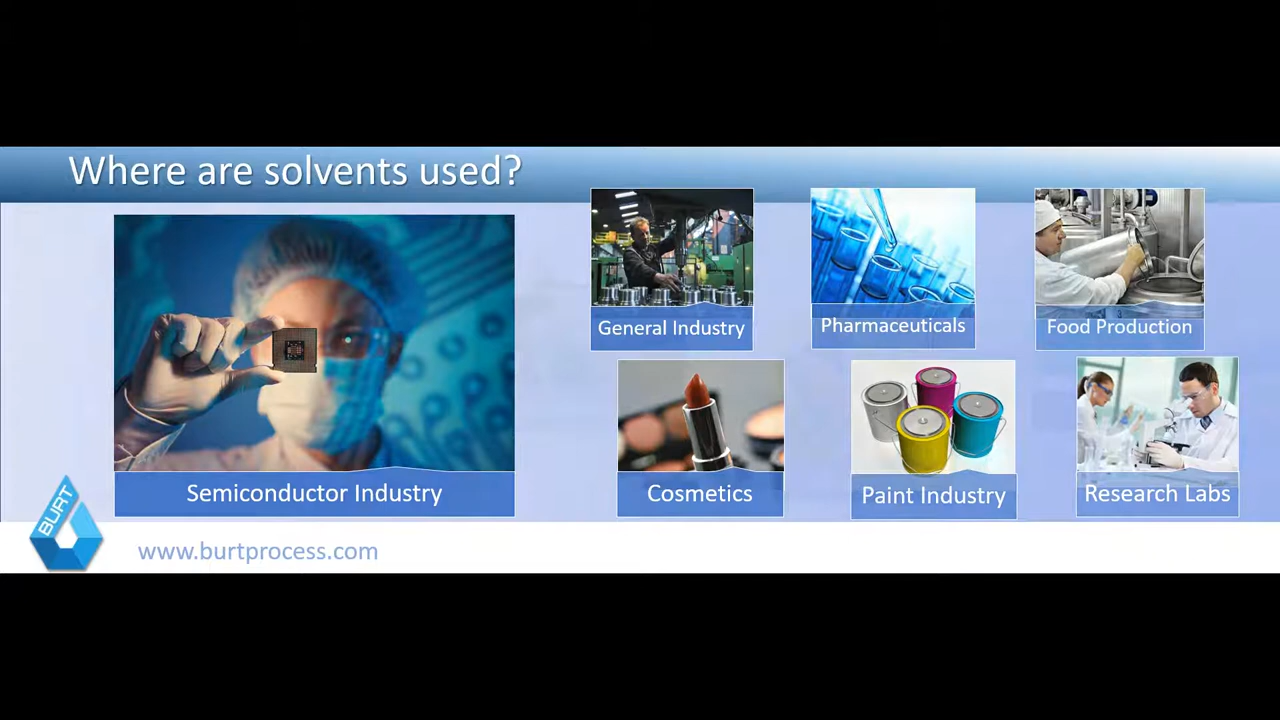 Where are solvents used?
General Industry
Pharmaceuticals
Food Production
Semiconductor Industry
Cosmetics
Paint Industry
Research Labs
BURT
www.burtprocess.com